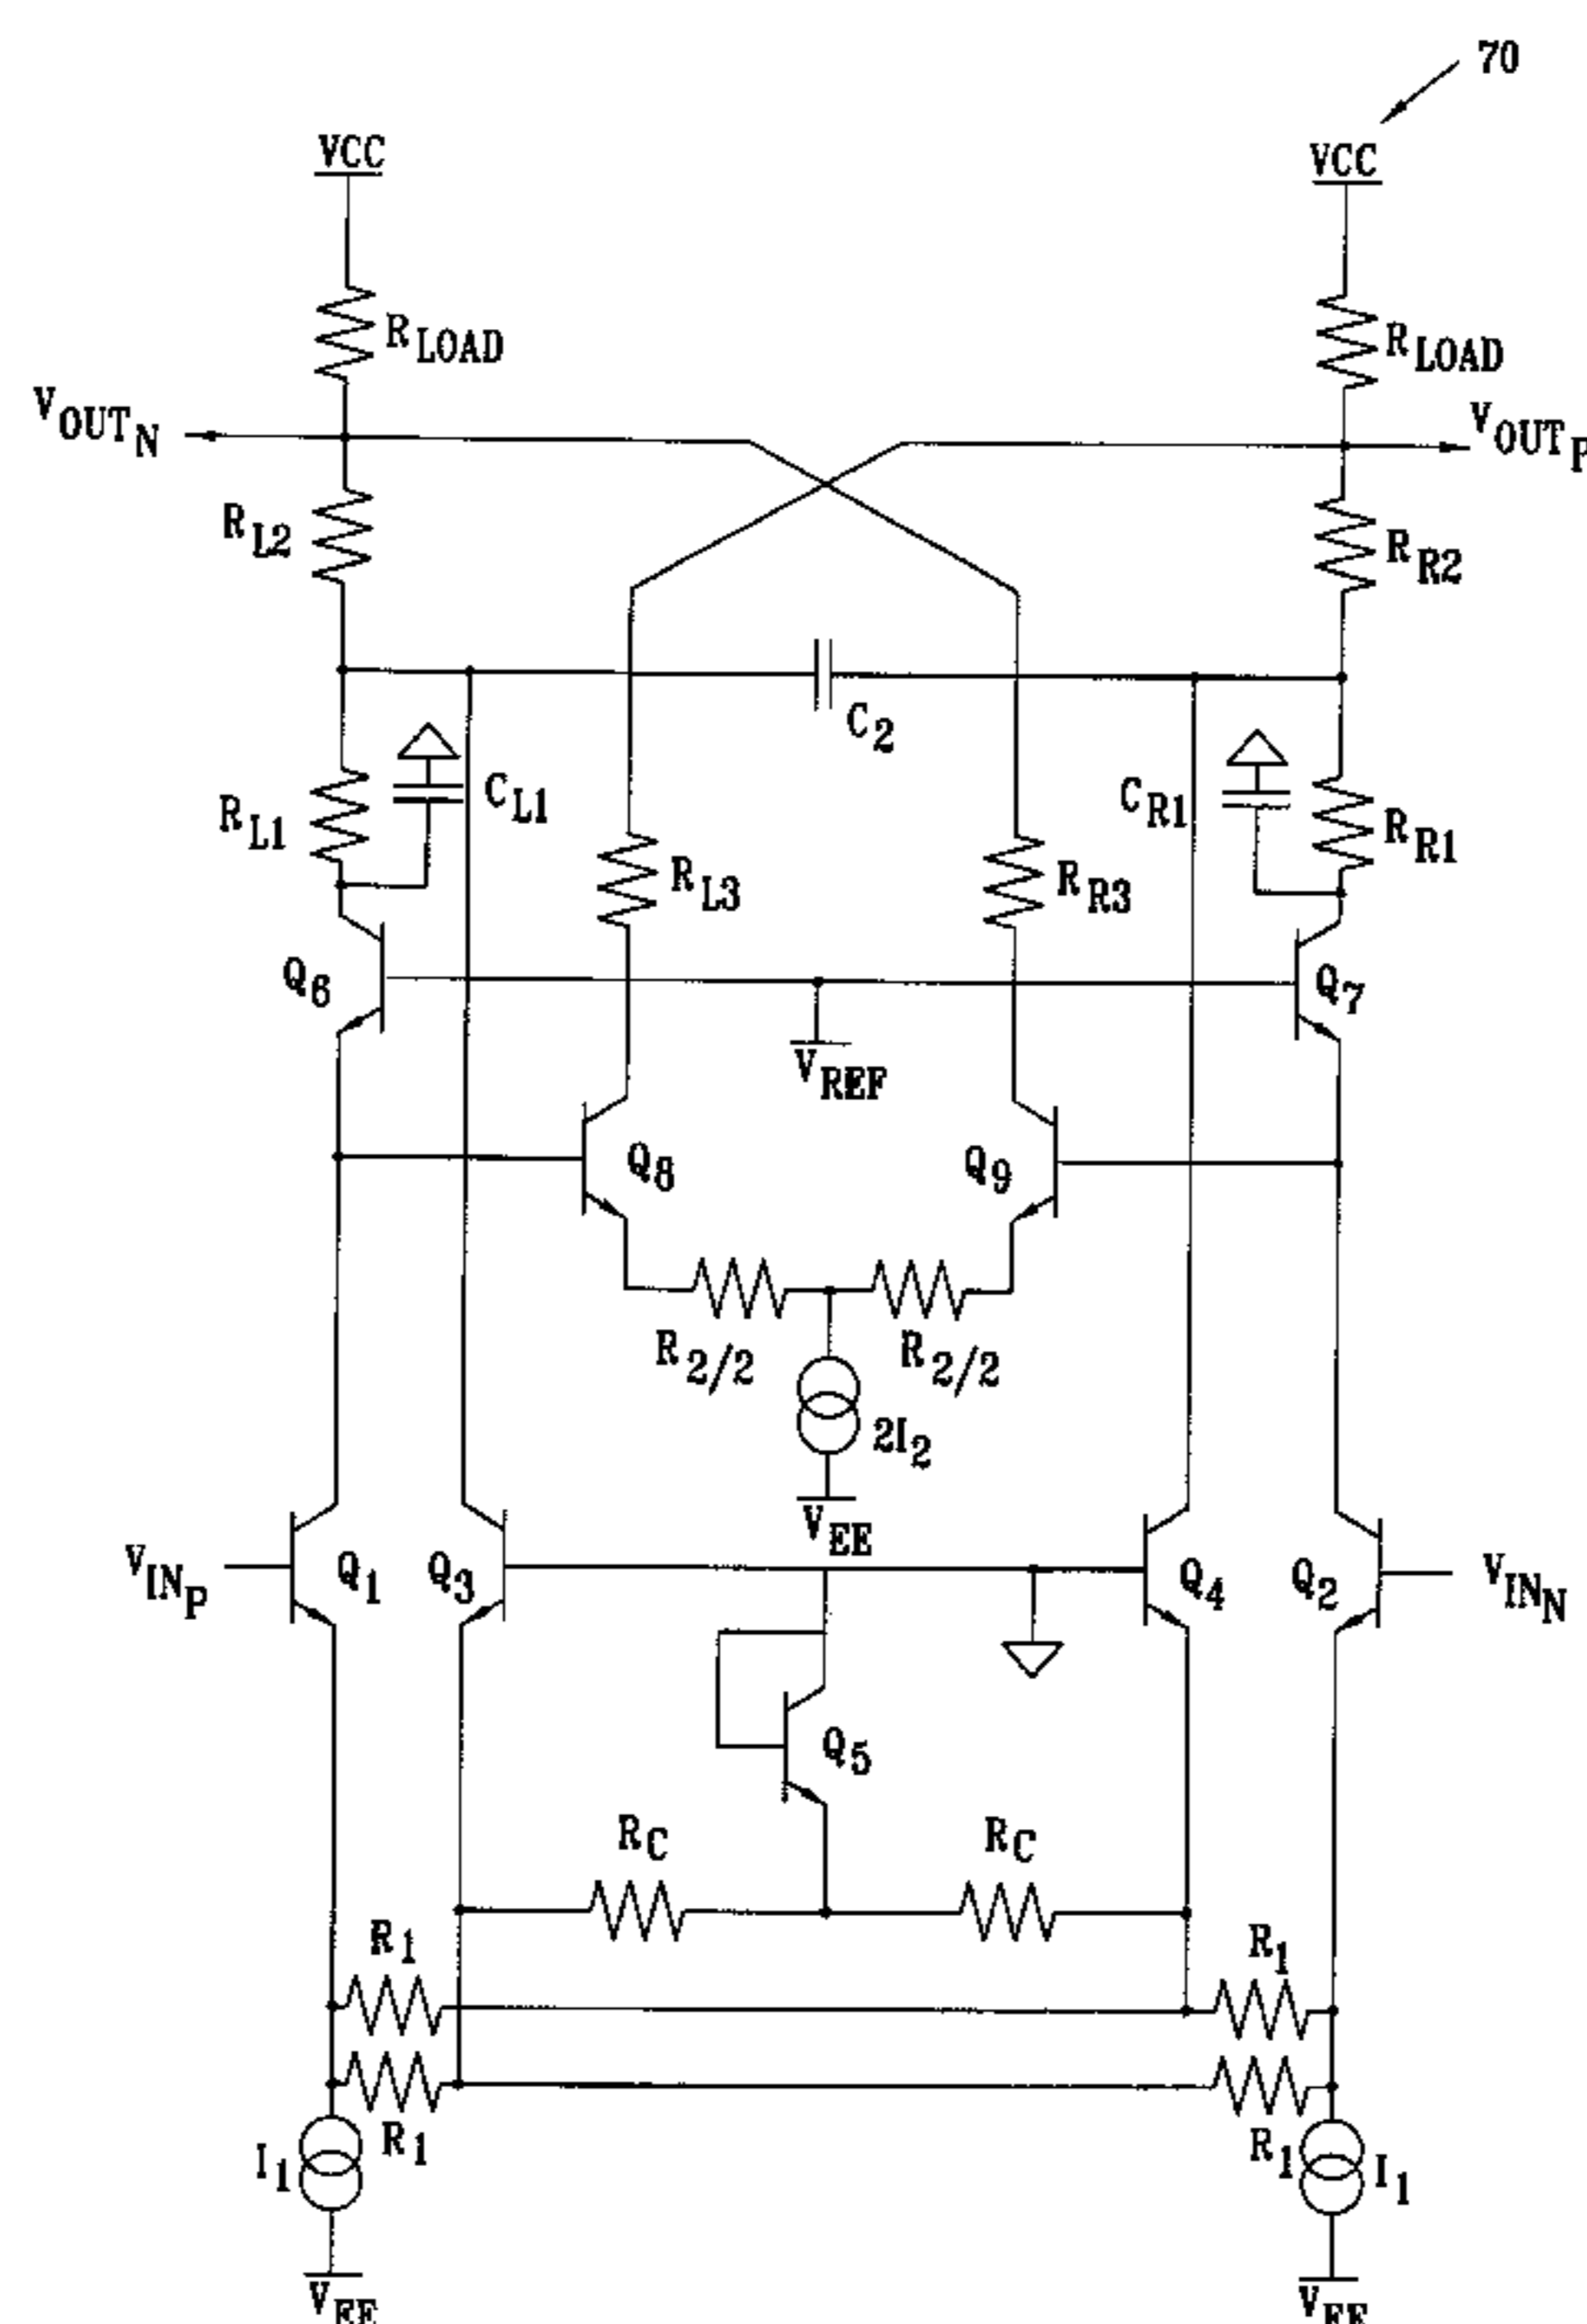 70
VCC
VCC
RLOAD
RLOAD
VOUTN
VOUTP
RL2
RR2
C2
CL1
CR1
RL1
RR1
RL3
RR3
Q6
Q7
VREF
Q8
Q9
R2/2
R2/2
2I2
VEE
VINP
Q1
Q3
Q4
Q2
VINN
Q5
RC
RC
R1
R1
R1
R1
I1
I1
VEE
VEE